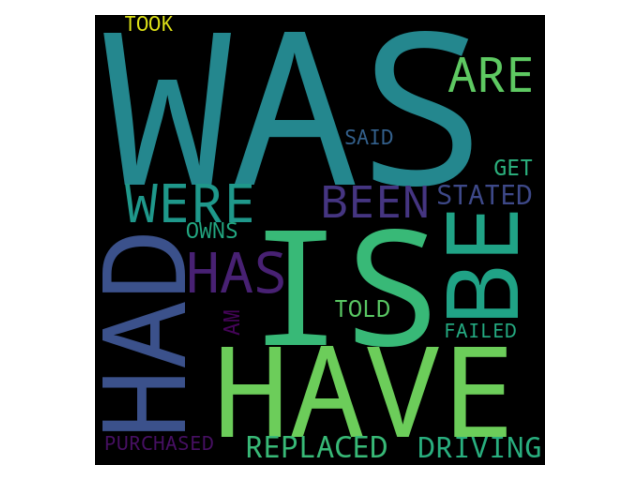 TOOK
WAS
ARE
SAID
GET
WERE
BEEN
STATED
OWNS
HAD
HAS
IS
BE
AM
TOLD
FAILED
HAVE
PURCHASED
REPLACED
DRIVING